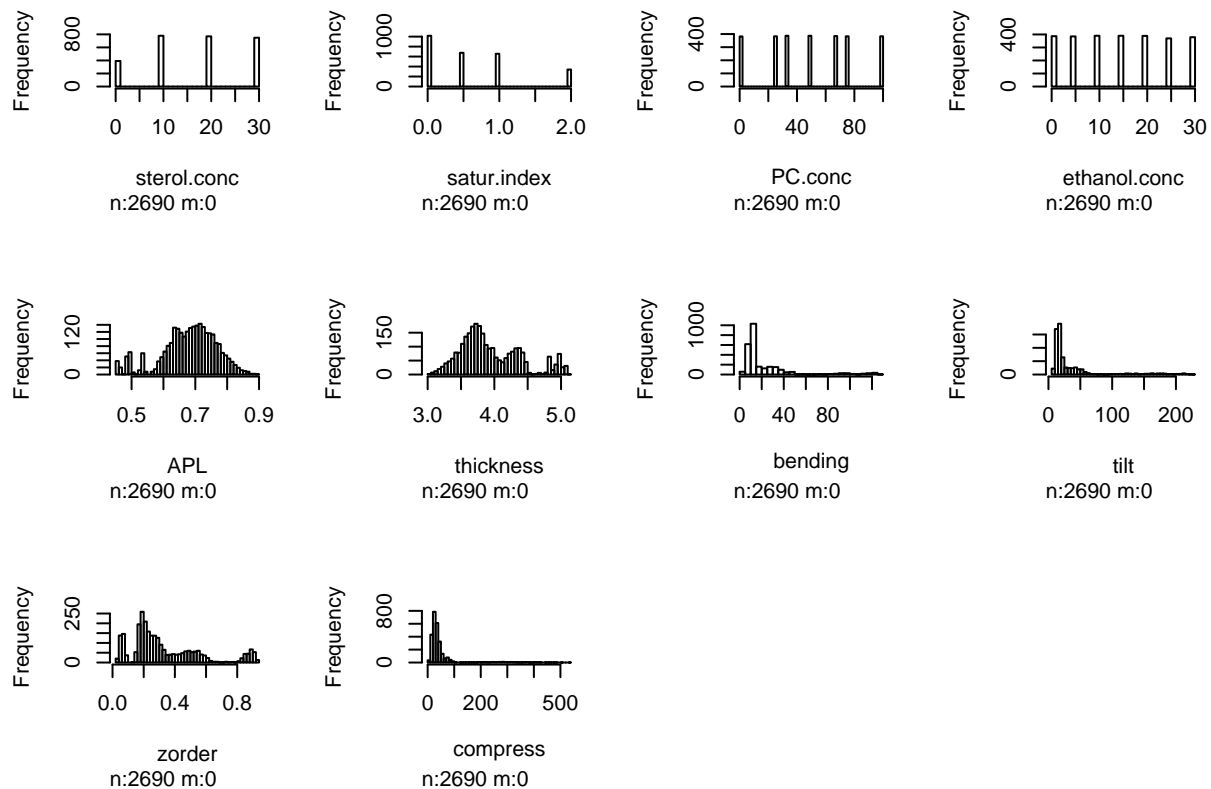 Frequency
0 800
0 10 20 30
sterol.conc
n:2690 m:0
Frequency
0 1000
0.0 1.0 2.0
satur.index
n:2690 m:0
Frequency
0 400
0 40 80
PC.conc
n:2690 m:0
Frequency
0 400
0 10 20 30
ethanol.conc
n:2690 m:0
Frequency
0 120
0.5 0.7 0.9
APL
n:2690 m:0
Frequency
0 150
3.0 4.0 5.0
thickness
n:2690 m:0
Frequency
0 1000
0 40 80
bending
n:2690 m:0
Frequency
0
0 100 200
tilt
n:2690 m:0
Frequency
0 250
0.0 0.4 0.8
zorder
n:2690 m:0
Frequency
0 800
0 200 500
compress
n:2690 m:0